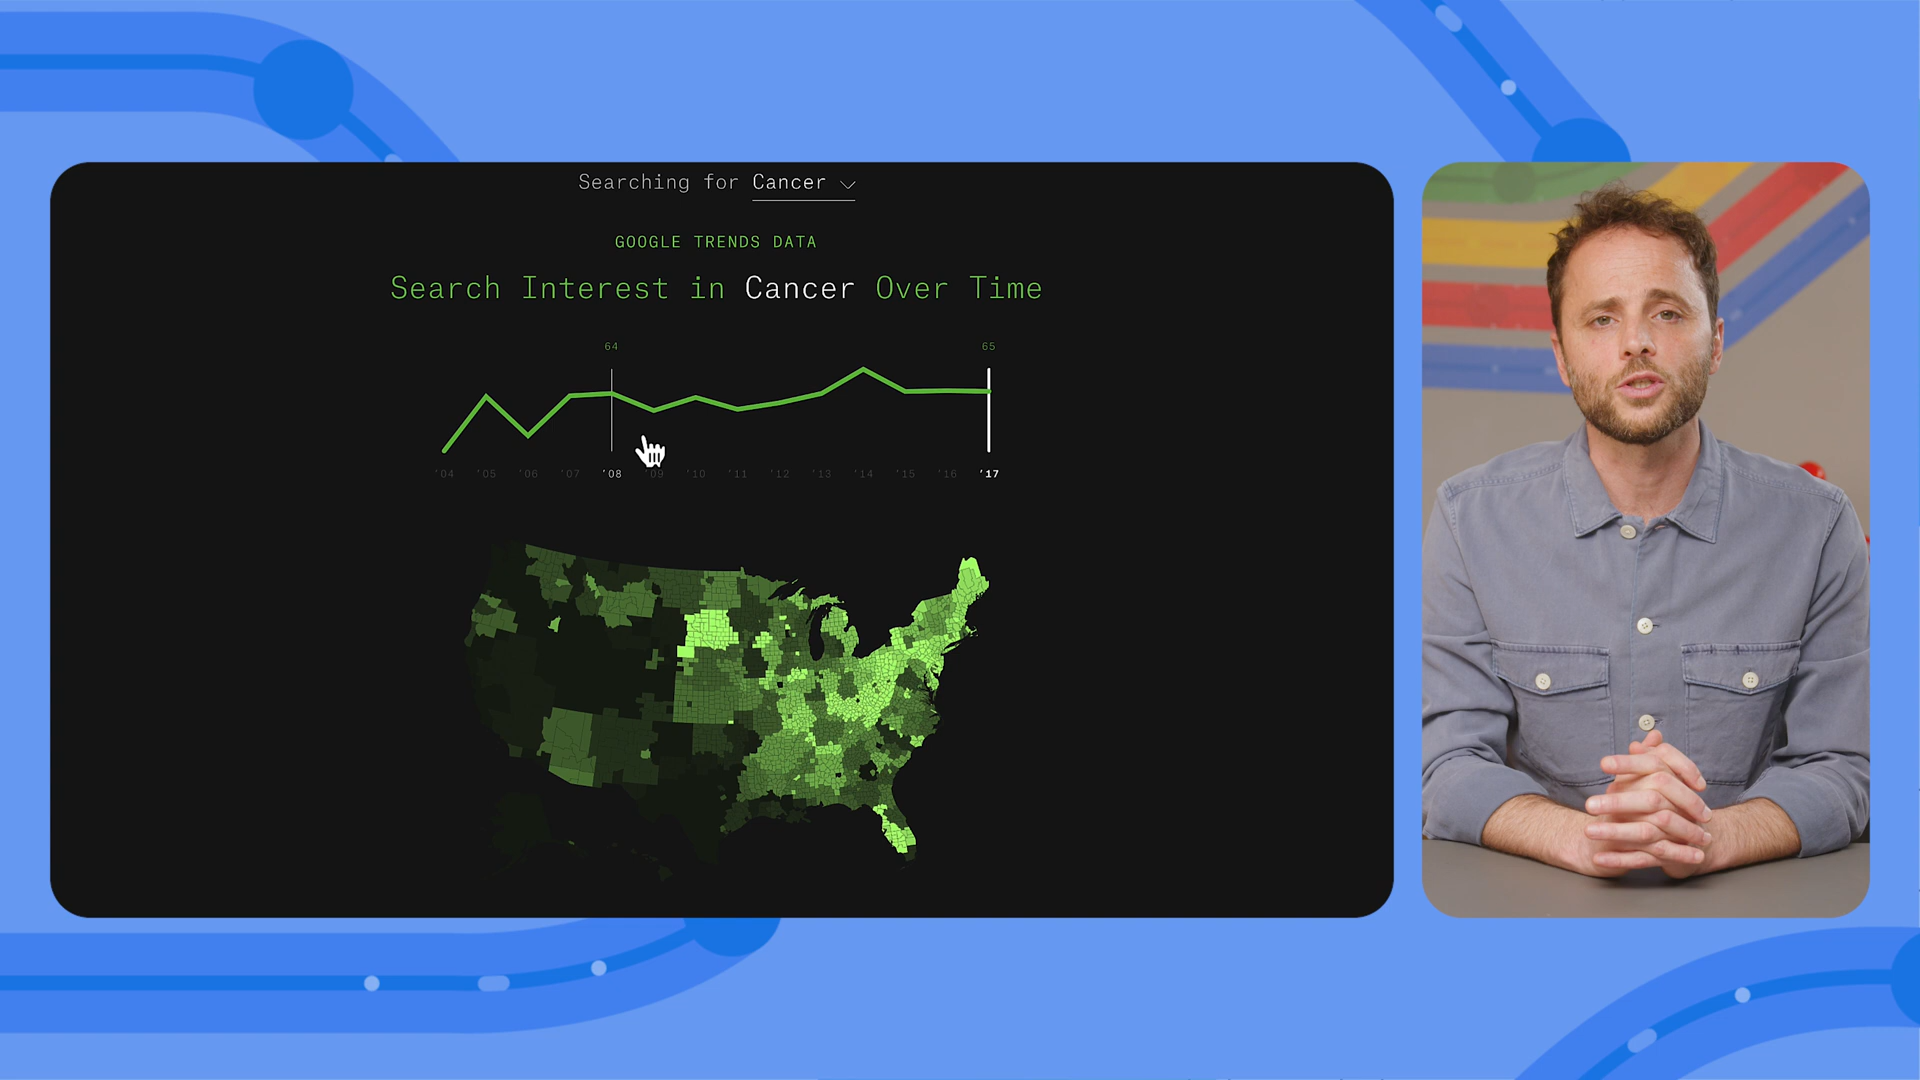 Searching for Cancer
GOOGLE TRENDS DATA
Search Interest in Cancer Over Time
64 65
'04 '05 '06 '07 '08 '09 '10 '11 '12 '13 '14 '15 '16 '17